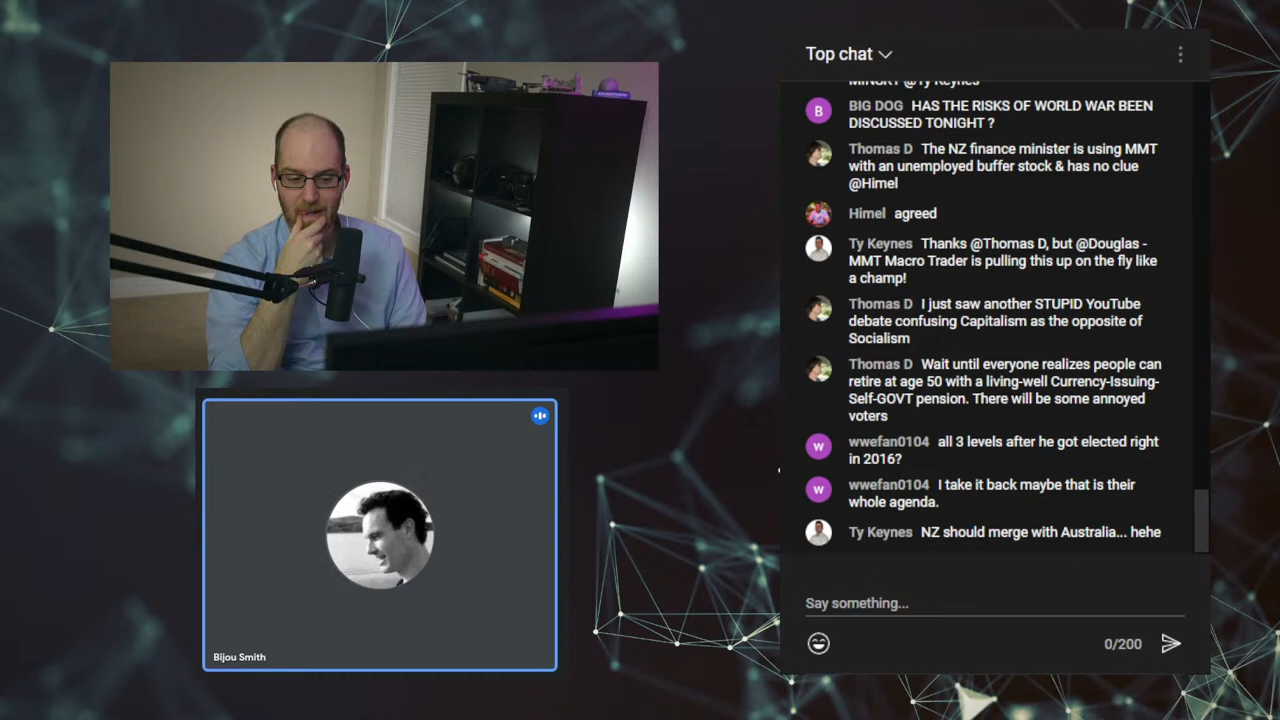 Top chat
MINSKY @Ty Keynes
BIG DOG HAS THE RISKS OF WORLD WAR BEEN
DISCUSSED TONIGHT ?
Thomas D The NZ finance minister is using MMT
with an unemployed buffer stock & has no clue
@Himel
Himel agreed
Ty Keynes Thanks @Thomas D, but @Douglas -
MMT Macro Trader is pulling this up on the fly like
a champ!
Thomas D I just saw another STUPID YouTube
debate confusing Capitalism as the opposite of
Socialism
Thomas D Wait until everyone realizes people can
retire at age 50 with a living-well Currency-Issuing-
Self-GOVT pension. There will be some annoyed
voters
wwefan0104 all 3 levels after he got elected right
in 2016?
wwefan0104 I take it back maybe that is their
whole agenda.
Ty Keynes NZ should merge with Australia... hehe
Say something...
0/200
B
w
w
Bijou Smith